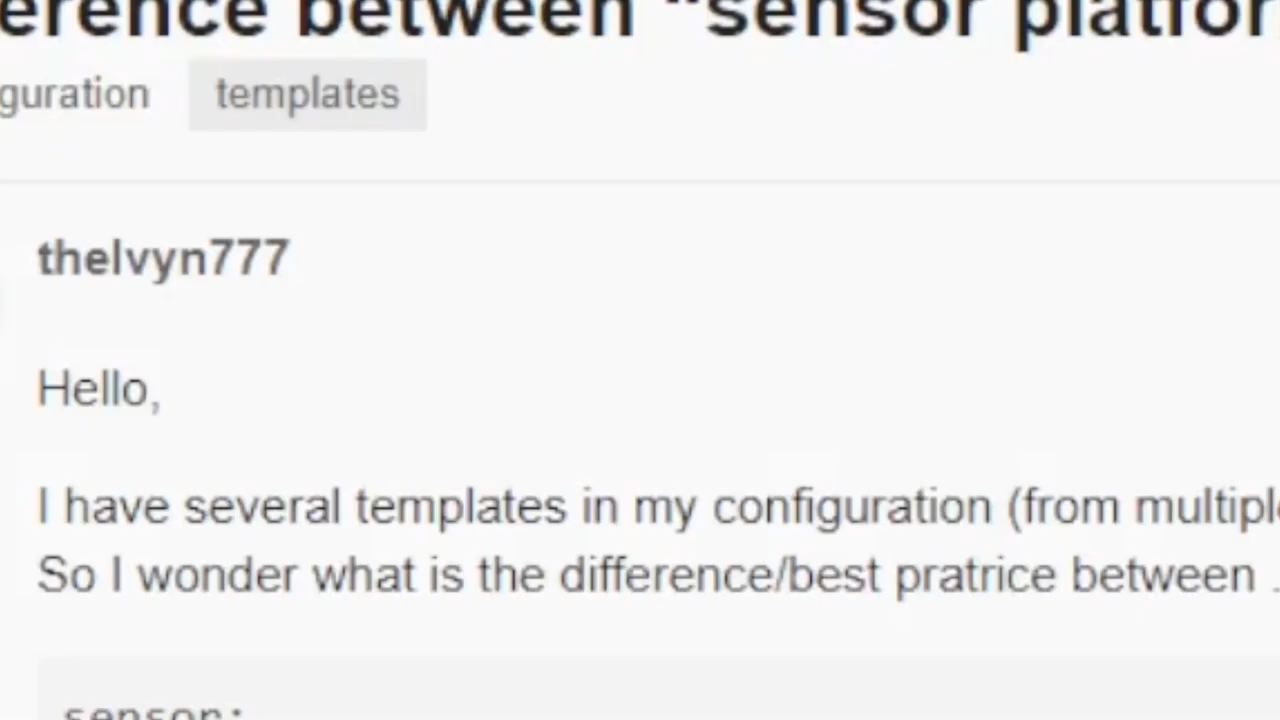 erence between “sensor platfor
guration templates
thelvyn777
Hello,
I have several templates in my configuration (from multiple
So I wonder what is the difference/best pratrice between .
sensor: